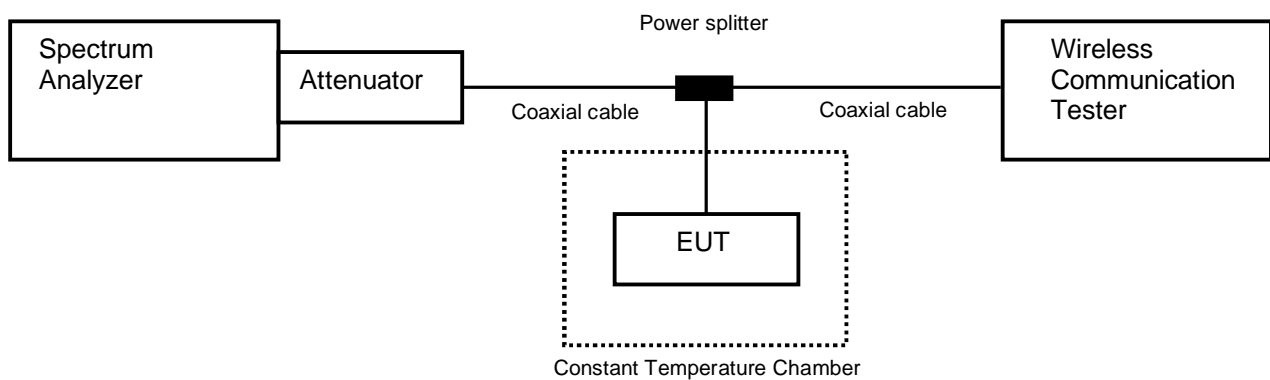 Power splitter
Spectrum
Analyzer
Attenuator
Coaxial cable
Coaxial cable
Wireless
Communication
Tester
EUT
Constant Temperature Chamber